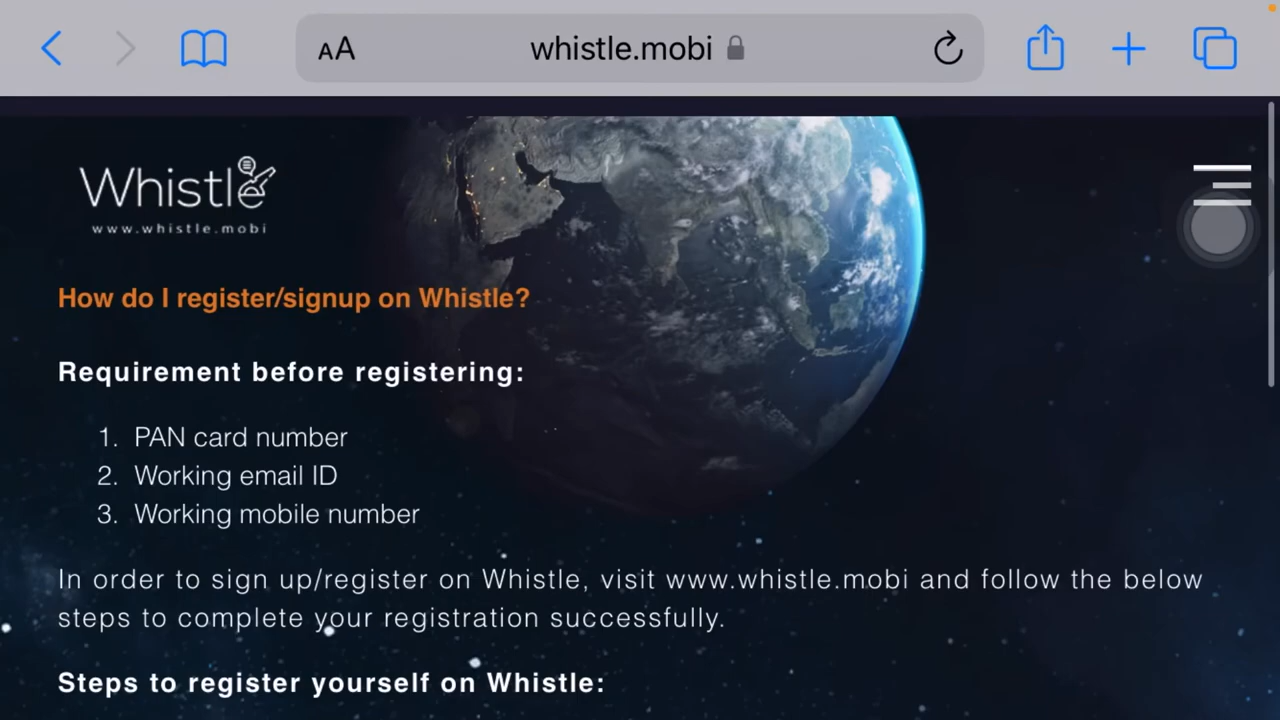 AA
whistle.mobi
Whistle
www.whistle.mobi
How do I register/signup on Whistle?
Requirement before registering:
1. PAN card number
2. Working email ID
3. Working mobile number
In order to sign up/register on Whistle, visit www.whistle.mobi and follow the below
steps to complete your registration successfully.
Steps to register yourself on Whistle: